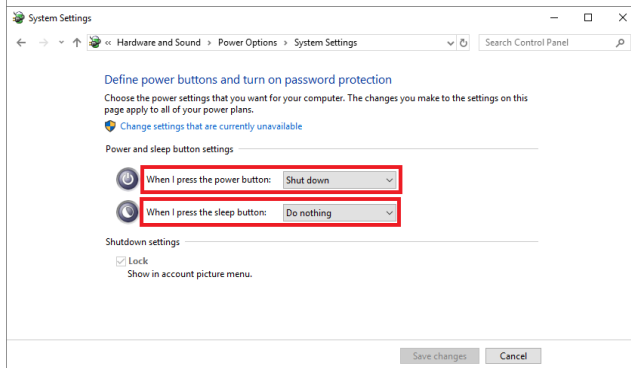 System Settings
« Hardware and Sound > Power Options > System Settings
Search Control Panel
Define power buttons and turn on password protection
Choose the power settings that you want for your computer. The changes you make to the settings on this
page apply to all of your power plans.
Change settings that are currently unavailable
Power and sleep button settings
When I press the power button: Shut down
When I press the sleep button: Do nothing
Shutdown settings
Lock
Show in account picture menu.
Save changes Cancel